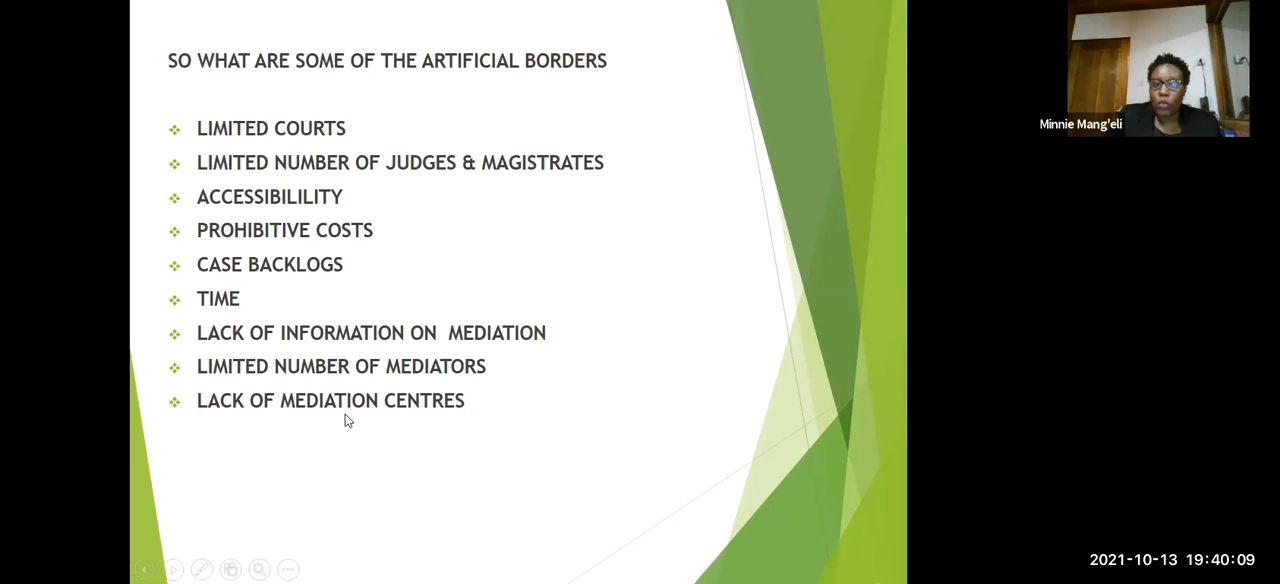 SO WHAT ARE SOME OF THE ARTIFICIAL BORDERS
LIMITED COURTS
LIMITED NUMBER OF JUDGES & MAGISTRATES
ACCESSIBILILITY
PROHIBITIVE COSTS
CASE BACKLOGS
TIME
LACK OF INFORMATION ON MEDIATION
LIMITED NUMBER OF MEDIATORS
LACK OF MEDIATION CENTRES
Minnie Mang'eli
2021-10-13 19:40:09